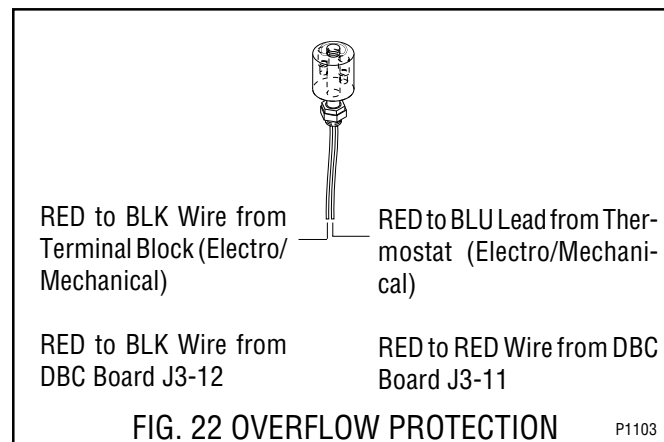 RED to BLK Wire from
Terminal Block (Electro/
Mechanical)
RED to BLU Lead from Ther-
mostat (Electro/Mechani-
cal)
RED to BLK Wire from
DBC Board J3-12
RED to RED Wire from DBC
Board J3-11
FIG. 22 OVERFLOW PROTECTION
P1103